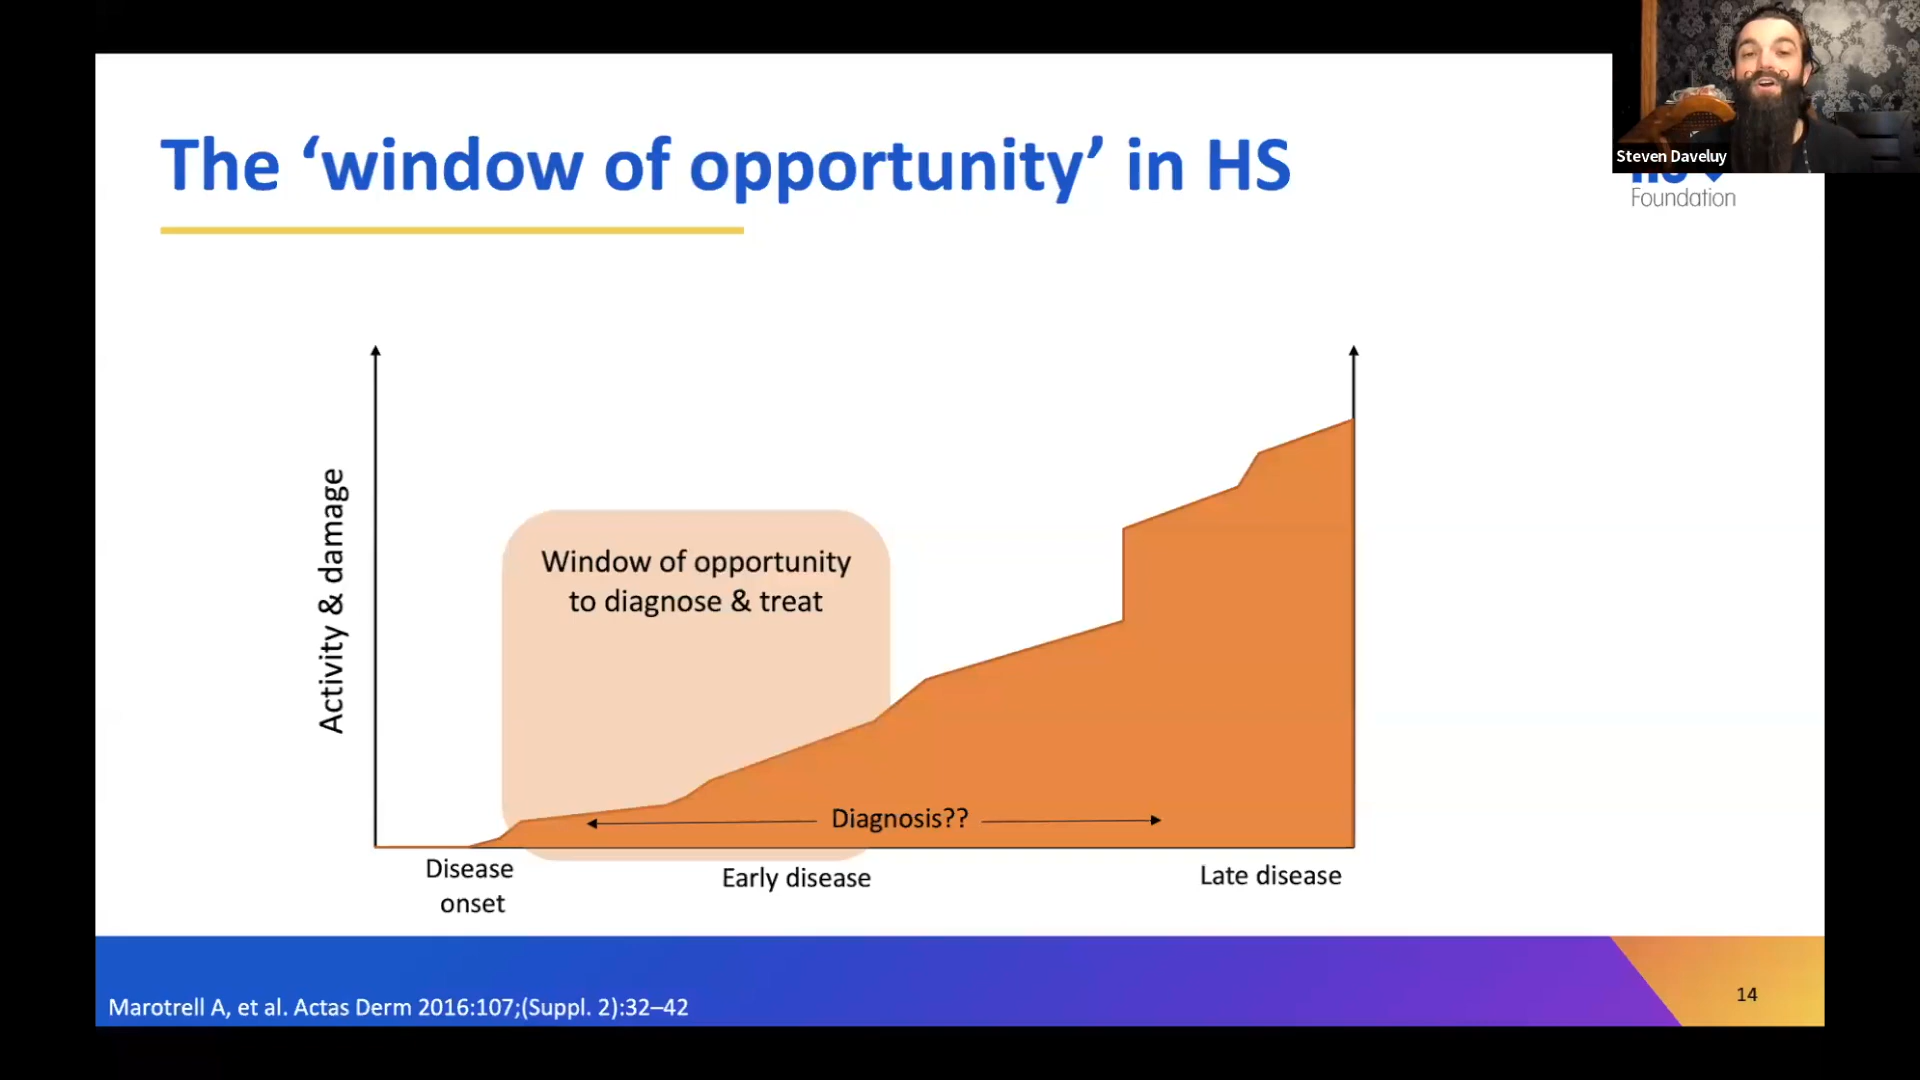 The ‘window of opportunity’ in HS
Steven Daveluy
Foundation
Activity & damage
Window of opportunity
to diagnose & treat
Diagnosis??
Disease
onset
Early disease
Late disease
Marotrell A, et al. Actas Derm 2016:107;(Suppl. 2):32–42
14